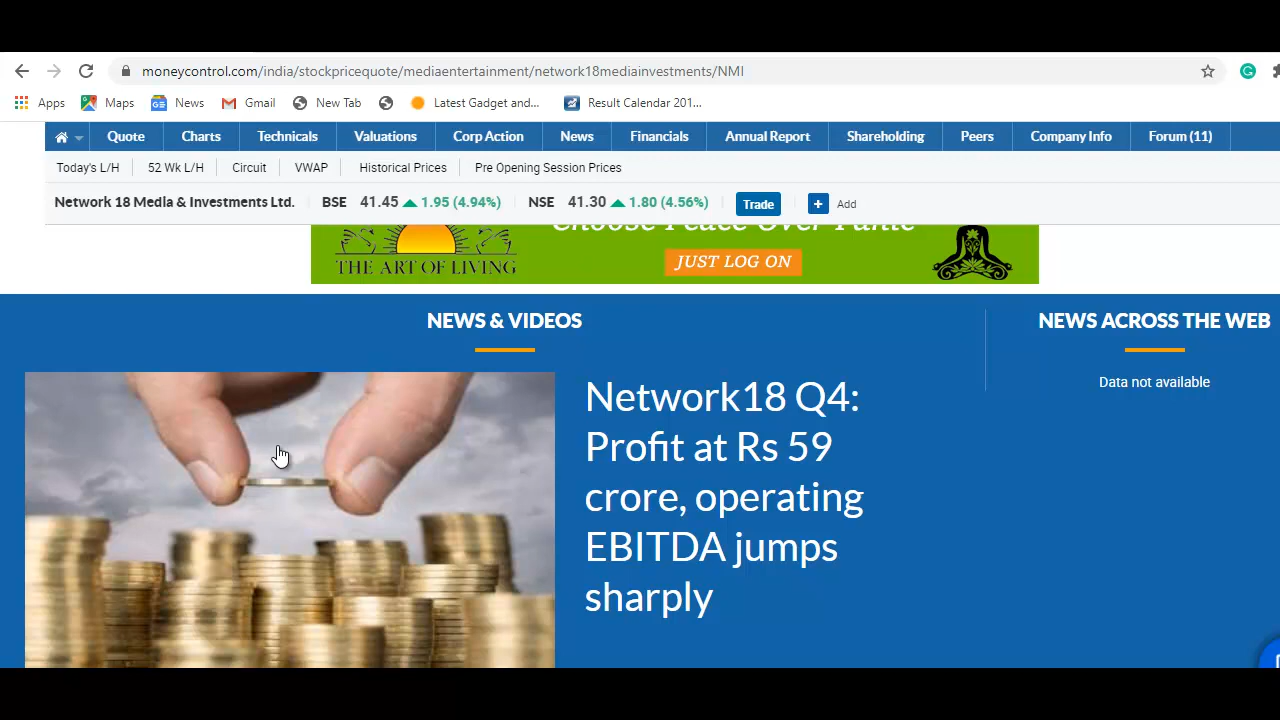 moneycontrol.com/india/stockpricequote/mediaentertainment/network18mediainvestments/NMI
Apps Maps News Gmail New Tab Latest Gadget and... Result Calendar 201...
Quote Charts Technicals Valuations Corp Action News Financials Annual Report Shareholding Peers Company Info Forum (11)
Today's L/H 52 Wk L/H Circuit VWAP Historical Prices Pre Opening Session Prices
Network 18 Media & Investments Ltd. BSE 41.45 1.95 (4.94%) NSE 41.30 1.80 (4.56%) Trade + Add
Choose Peace Over Panic
THE ART OF LIVING JUST LOG ON
NEWS & VIDEOS NEWS ACROSS THE WEB
Data not available
Network18 Q4:
Profit at Rs 59
crore, operating
EBITDA jumps
sharply